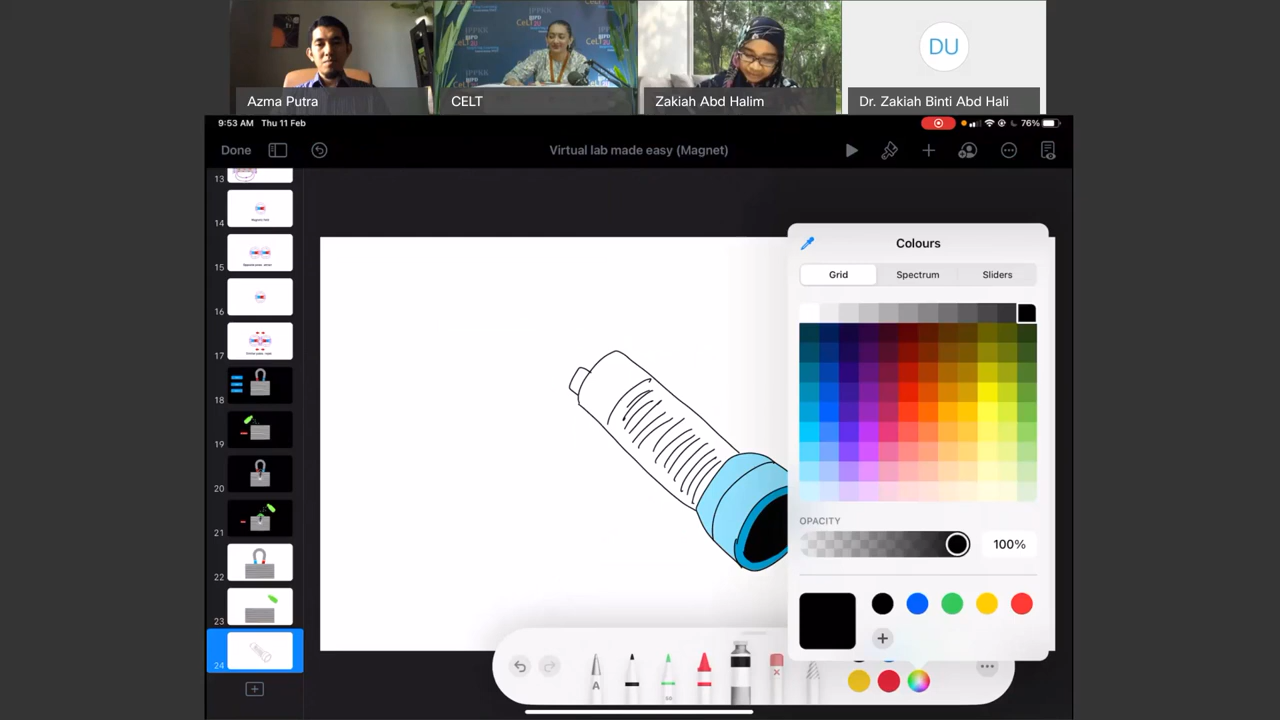 CeLT
Azma Putra
CELT
Zakiah Abd Halim
DU
Dr. Zakiah Binti Abd Hali
9:53 AM Thu 11 Feb
76%
Done
Virtual lab made easy (Magnet)
13
14
15
16
17
18
19
20
21
22
23
24
Colours
Grid
Spectrum
Sliders
OPACITY
100%
A